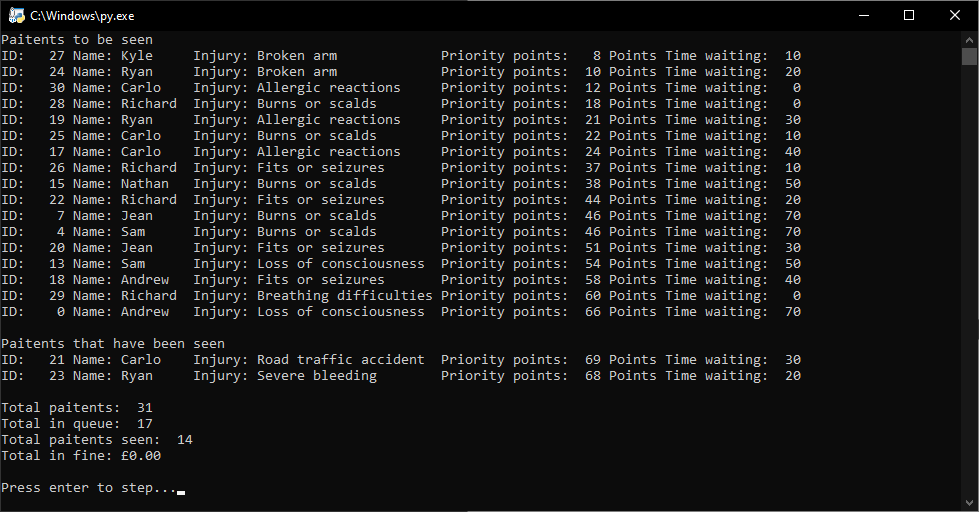 C:\Windows\py.exe
Paitents to be seen
ID:   27 Name: Kyle     Injury: Broken arm             Priority points:   8 Points Time waiting:  10
ID:   24 Name: Ryan     Injury: Broken arm             Priority points:  10 Points Time waiting:  20
ID:   30 Name: Carlo    Injury: Allergic reactions     Priority points:  12 Points Time waiting:   0
ID:   28 Name: Richard  Injury: Burns or scalds        Priority points:  18 Points Time waiting:   0
ID:   19 Name: Ryan     Injury: Allergic reactions     Priority points:  21 Points Time waiting:  30
ID:   25 Name: Carlo    Injury: Burns or scalds        Priority points:  22 Points Time waiting:  10
ID:   17 Name: Carlo    Injury: Allergic reactions     Priority points:  24 Points Time waiting:  40
ID:   26 Name: Richard  Injury: Fits or seizures       Priority points:  37 Points Time waiting:  10
ID:   15 Name: Nathan   Injury: Burns or scalds        Priority points:  38 Points Time waiting:  50
ID:   22 Name: Richard  Injury: Fits or seizures       Priority points:  44 Points Time waiting:  20
ID:    7 Name: Jean     Injury: Burns or scalds        Priority points:  46 Points Time waiting:  70
ID:    4 Name: Sam      Injury: Burns or scalds        Priority points:  46 Points Time waiting:  70
ID:   20 Name: Jean     Injury: Fits or seizures       Priority points:  51 Points Time waiting:  30
ID:   13 Name: Sam      Injury: Loss of consciousness  Priority points:  54 Points Time waiting:  50
ID:   18 Name: Andrew   Injury: Fits or seizures       Priority points:  58 Points Time waiting:  40
ID:   29 Name: Richard  Injury: Breathing difficulties Priority points:  60 Points Time waiting:   0
ID:    0 Name: Andrew   Injury: Loss of consciousness  Priority points:  66 Points Time waiting:  70
Paitents that have been seen
ID:   21 Name: Carlo    Injury: Road traffic accident  Priority points:  69 Points Time waiting:  30
ID:   23 Name: Ryan     Injury: Severe bleeding        Priority points:  68 Points Time waiting:  20
Total paitents:  31
Total in queue:  17
Total paitents seen:  14
Total in fine: £0.00
Press enter to step...